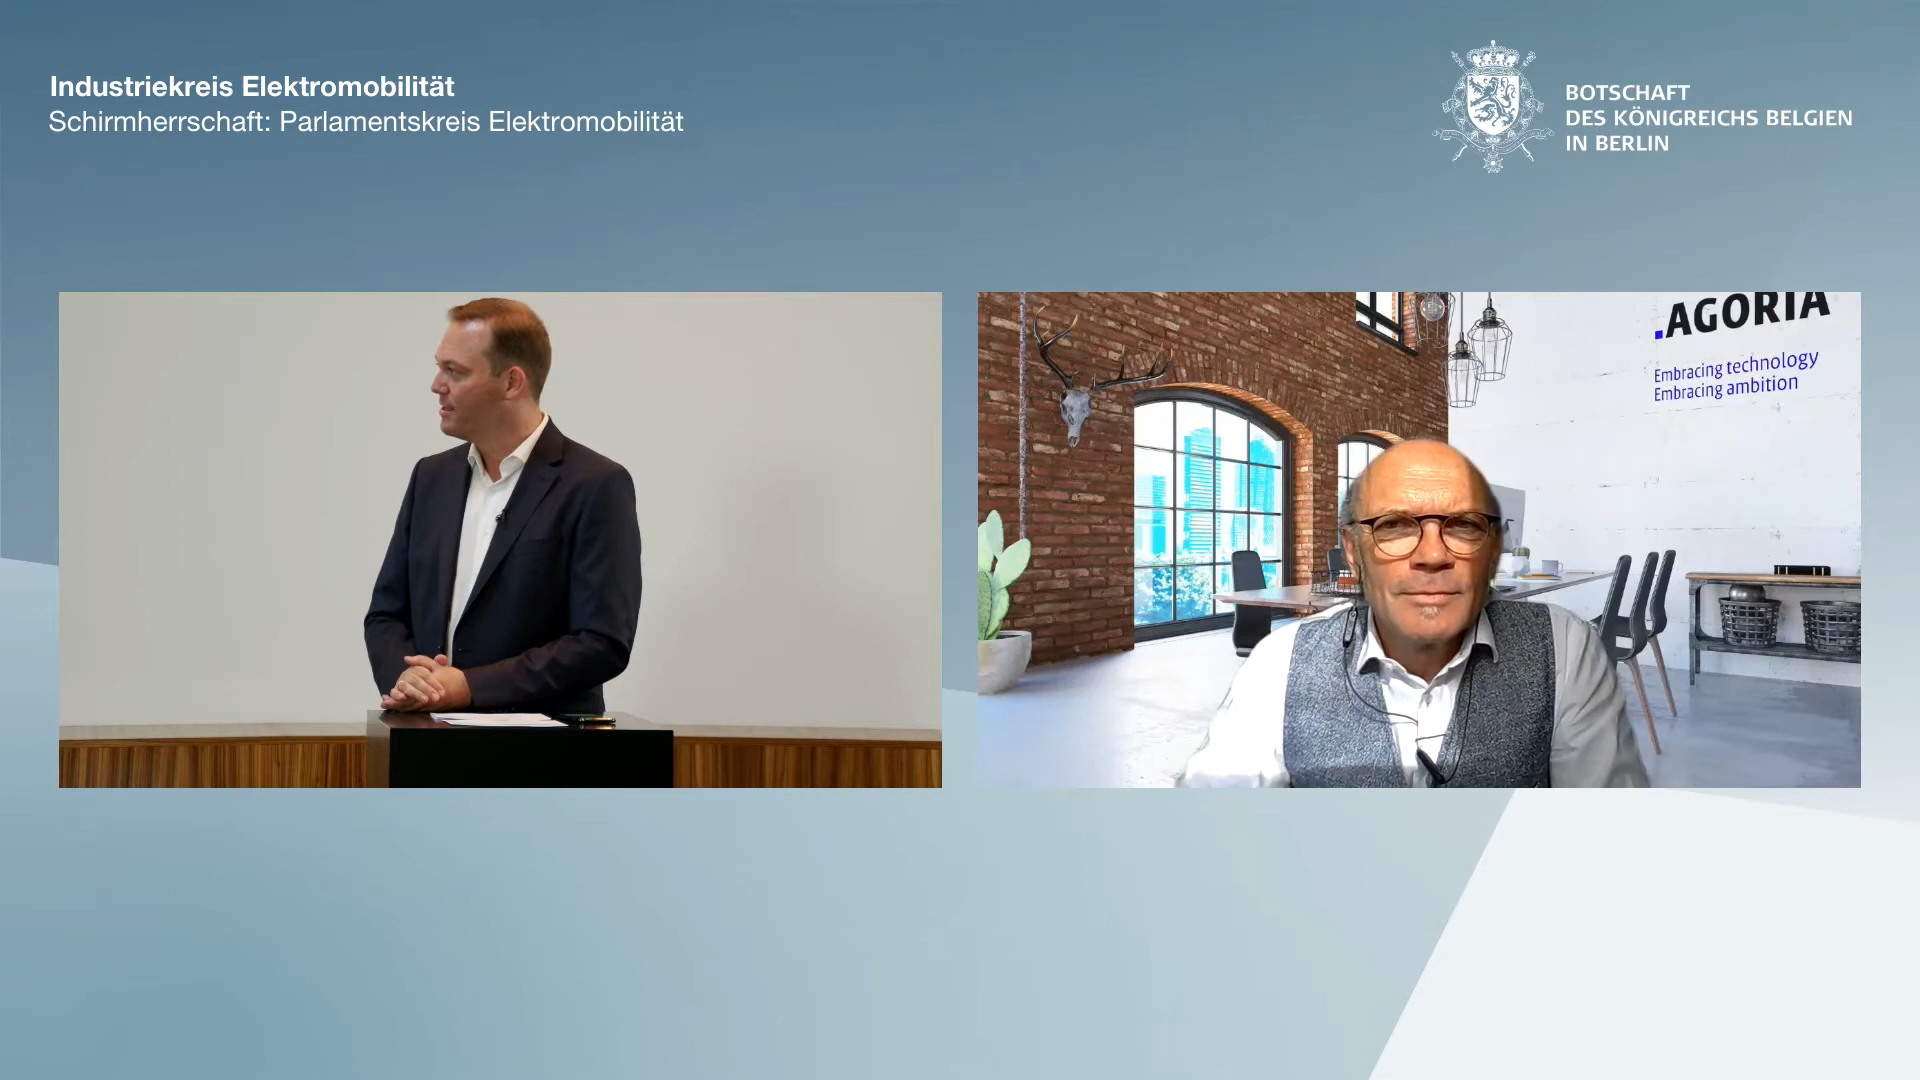 Industriekreis Elektromobilität
Schirmherrschaft: Parlamentskreis Elektromobilität
BOTSCHAFT
DES KÖNIGREICHS BELGIEN
IN BERLIN
.AGORIA
Embracing technology
Embracing ambition